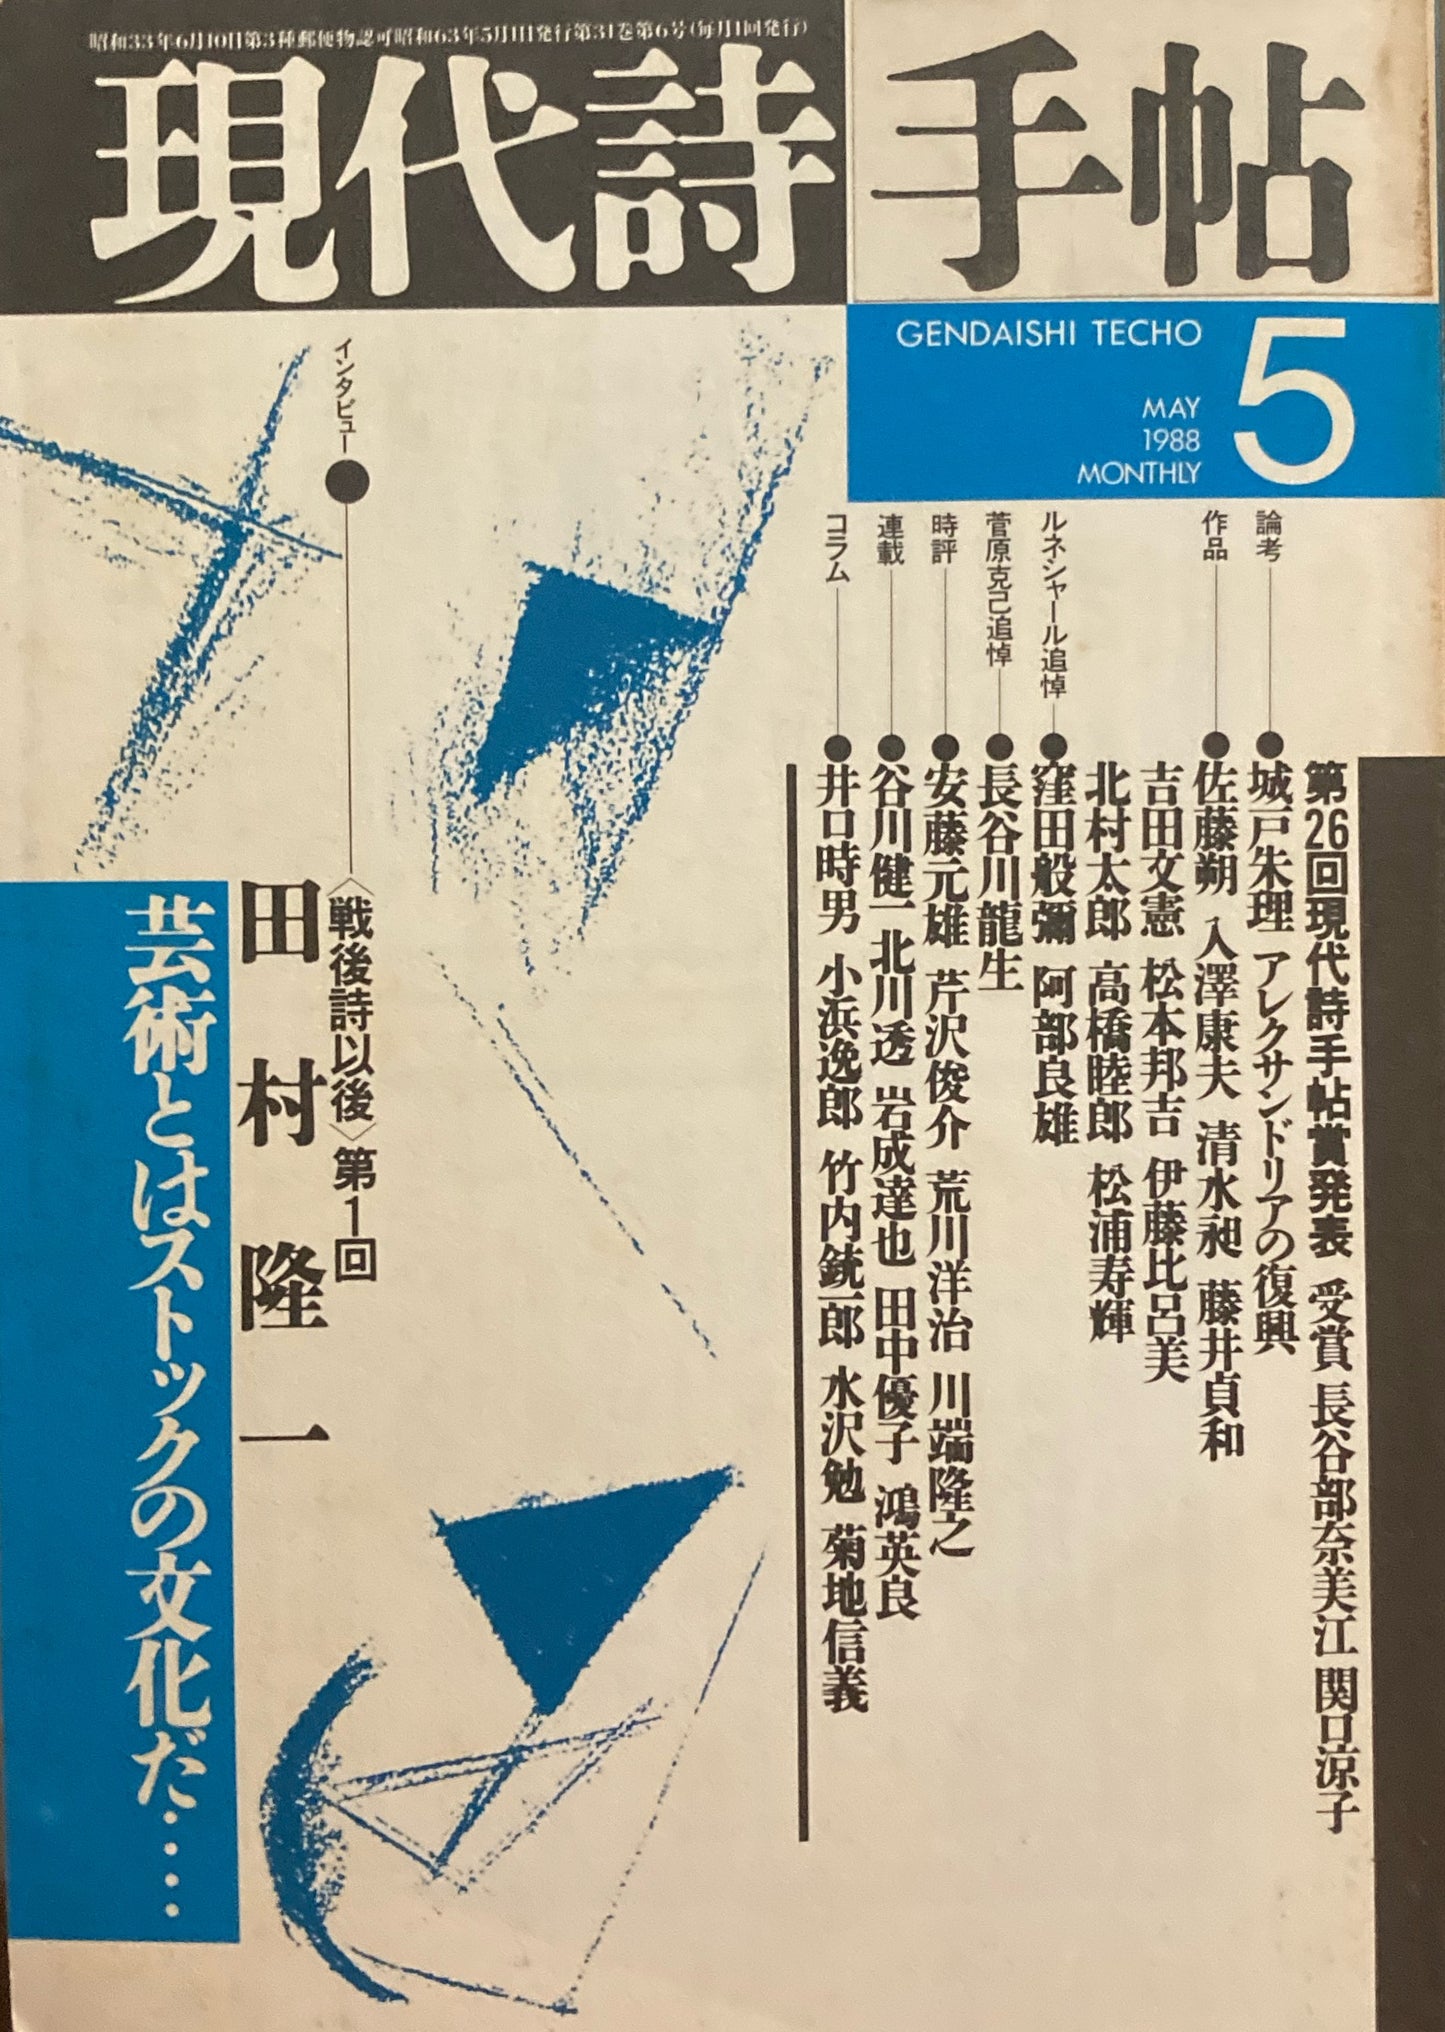 昭和33年6月10日第3種郵便物認可昭和63年5月1日発行第31巻第6号(毎月1回発行)
現代詩手帖
GENDAISHI TECHO
5
MAY
1988
MONTHLY
第26回現代詩手帖賞発表 受賞 長谷部奈美江 関口涼子
論考●城戸朱理 アレクサンドリアの復興
作品●佐藤朔 入澤康夫 清水昶 藤井貞和
吉田文憲 松本邦吉 伊藤比呂美
北村太郎 高橋睦郎 松浦寿輝
ルネ・シャール追悼●窪田般彌 阿部良雄
菅原克己追悼●長谷川龍生
時評●安藤元雄 芹沢俊介 荒川洋治 川端隆之
連載●谷川健一 北川透 岩成達也 田中優子 鴻英良
コラム●井口時男 小浜逸郎 竹内銃一郎 水沢勉 菊地信義
インタビュー●〈戦後詩以後〉第1回
田村隆一
芸術とはストックの文化だ‥‥